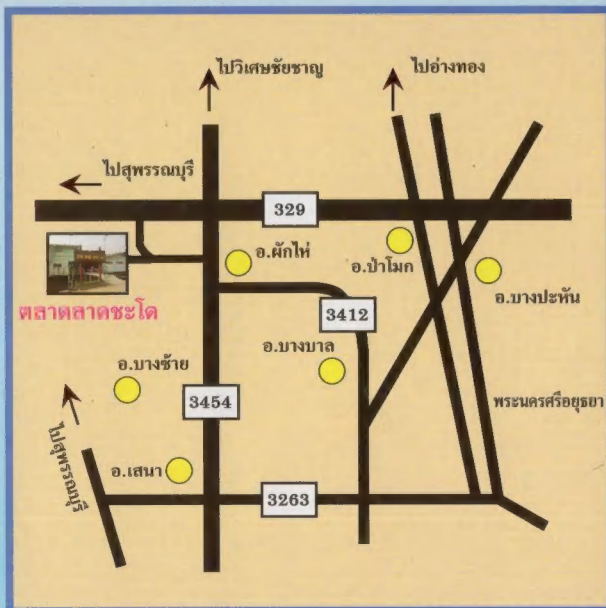 ไปวิเศษชัยชาญ
ไปอ่างทอง
ไปสุพรรณบุรี
329
อ.ผักไห่
อ.ป่าโมก
อ.บางปะหัน
ตลาดลาดชะโด
3412
อ.บางบาล
อ.บางซ้าย
3454
พระนครศรีอยุธยา
ไปสุพรรณบุรี
อ.เสนา
3263